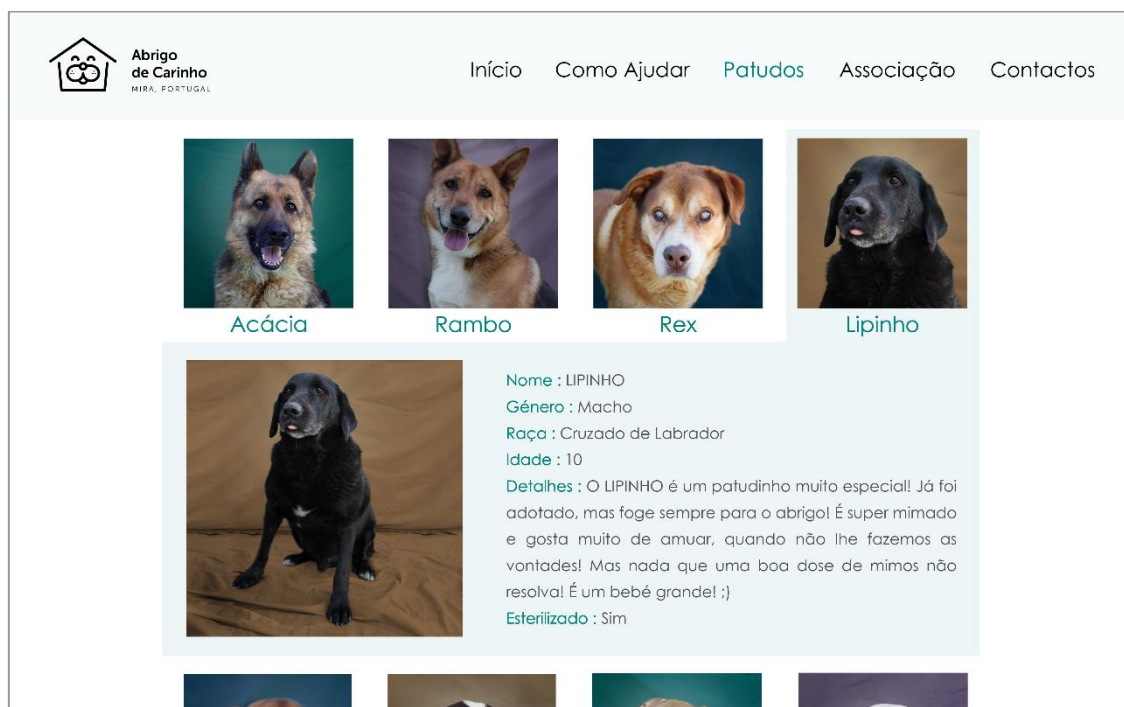 Abrigo
de Carinho
MIRA, PORTUGAL
Início Como Ajudar Patudos Associação Contactos
Acácia Rambo Rex Lipinho
Nome : LIPINHO
Género : Macho
Raça : Cruzado de Labrador
Idade : 10
Detalhes : O LIPINHO é um patudinho muito especial! Já foi
adotado, mas foge sempre para o abrigo! É super mimado
e gosta muito de amuar, quando não lhe fazemos as
vontades! Mas nada que uma boa dose de mimos não
resolva! É um bebé grande! ;)
Esterilizado : Sim